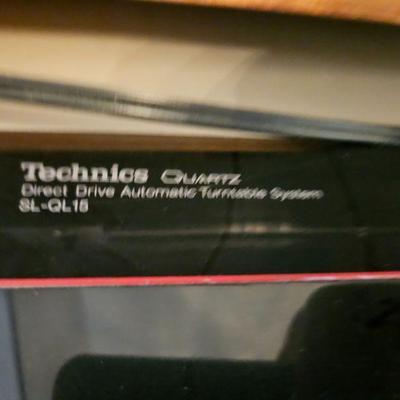 Technics QUARTZ
Direct Drive Automatic Turntable System
SL-QL15